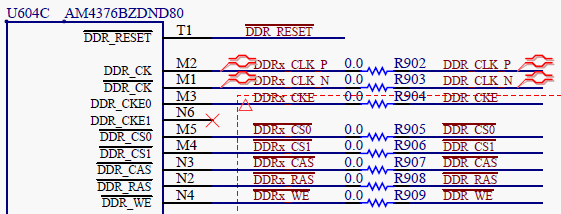 U604C AM4376BZDND80
DDR_RESET T1 DDR_RESET
DDR_CK M2 DDRx_CLK_P 0.0 R902 DDR_CLK_P
DDR_CK M1 DDRx_CLK_N 0.0 R903 DDR_CLK_N
DDR_CKE0 M3 DDRx_CKE 0.0 R904 DDR_CKE
DDR_CKE1 N6
DDR_CS0 M5 DDRx_CS0 0.0 R905 DDR_CS0
DDR_CS1 M4 DDRx_CS1 0.0 R906 DDR_CS1
DDR_CAS N3 DDRx_CAS 0.0 R907 DDR_CAS
DDR_RAS N2 DDRx_RAS 0.0 R908 DDR_RAS
DDR_WE N4 DDRx_WE 0.0 R909 DDR_WE